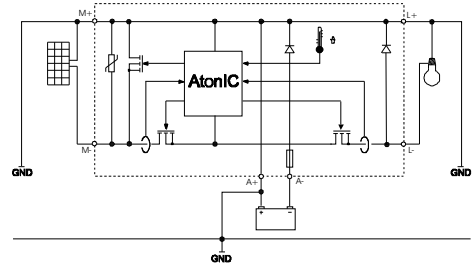 M+
L+
ϑ
AtonIC
M-
L-
GND
GND
A+
A-
+
−
GND